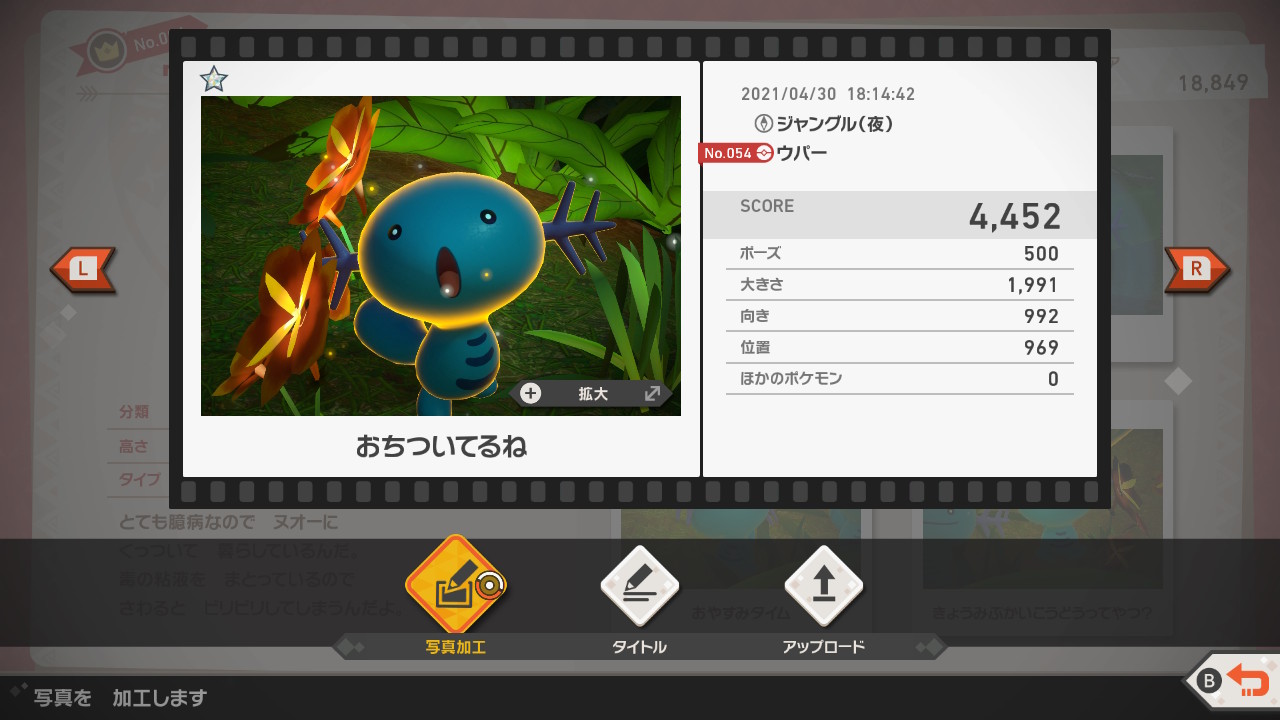 No.0
18,849
2021/04/30 18:14:42
ジャングル(夜)
No.054 ウパー
SCORE 4,452
ポーズ 500
大きさ 1,991
向き 992
位置 969
ほかのポケモン 0
L
R
+ 拡大
おちついてるね
分類
高さ
タイプ
とても臆病なので ヌオーに
くっついて 暮らしているんだ。
毒の粘液を まとっているので
さわると ピリピリしてしまうんだよ。
おやすみタイム
きょうみぶかいこうどうってやつ?
写真加工
タイトル
アップロード
B
写真を 加工します